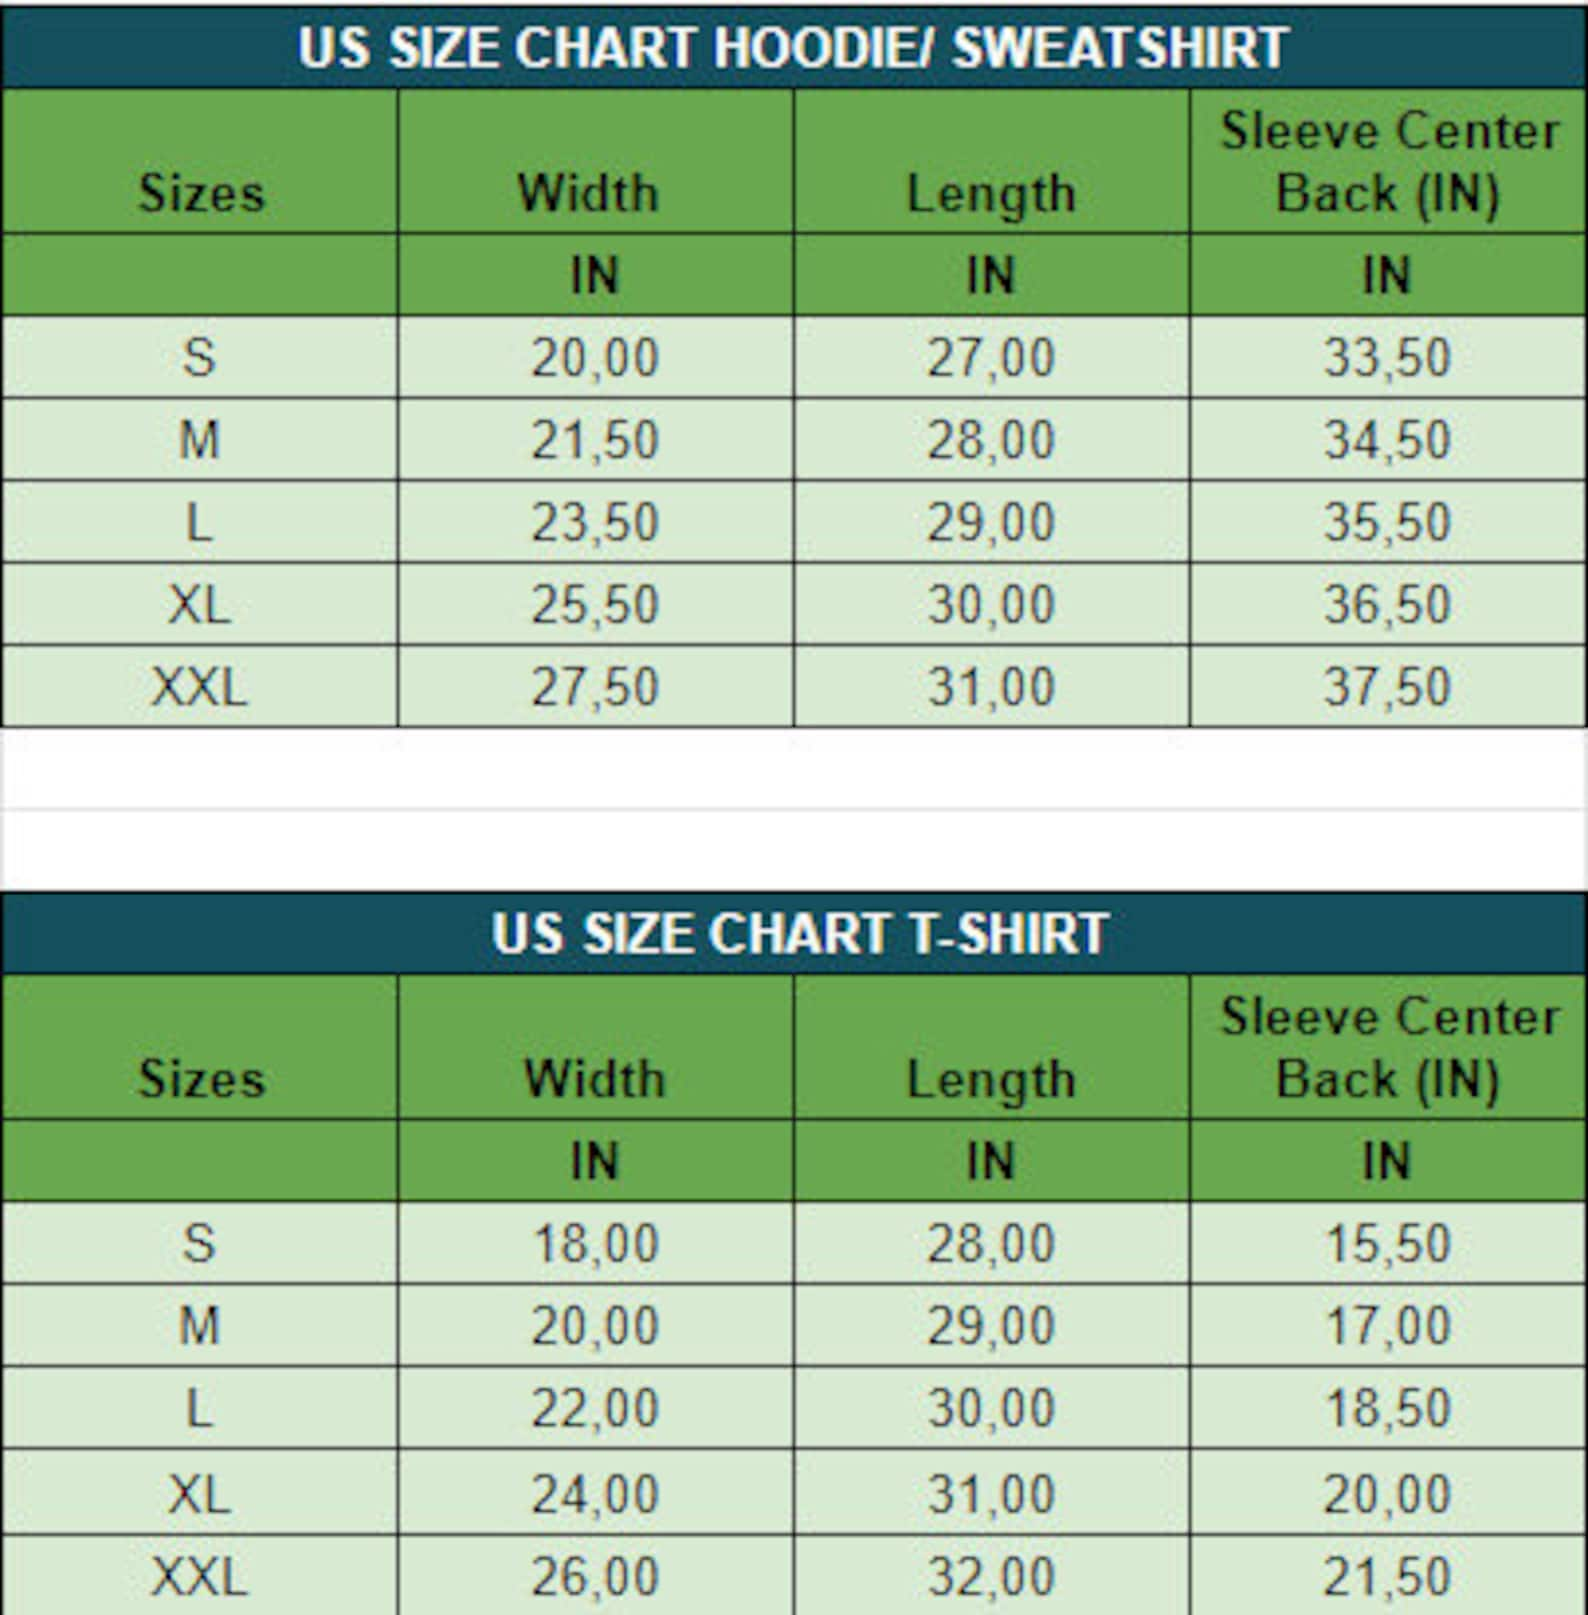 US SIZE CHART HOODIE/ SWEATSHIRT
Sizes Width Length Sleeve Center Back (IN)
IN IN IN
S 20,00 27,00 33,50
M 21,50 28,00 34,50
L 23,50 29,00 35,50
XL 25,50 30,00 36,50
XXL 27,50 31,00 37,50
US SIZE CHART T-SHIRT
Sizes Width Length Sleeve Center Back (IN)
IN IN IN
S 18,00 28,00 15,50
M 20,00 29,00 17,00
L 22,00 30,00 18,50
XL 24,00 31,00 20,00
XXL 26,00 32,00 21,50